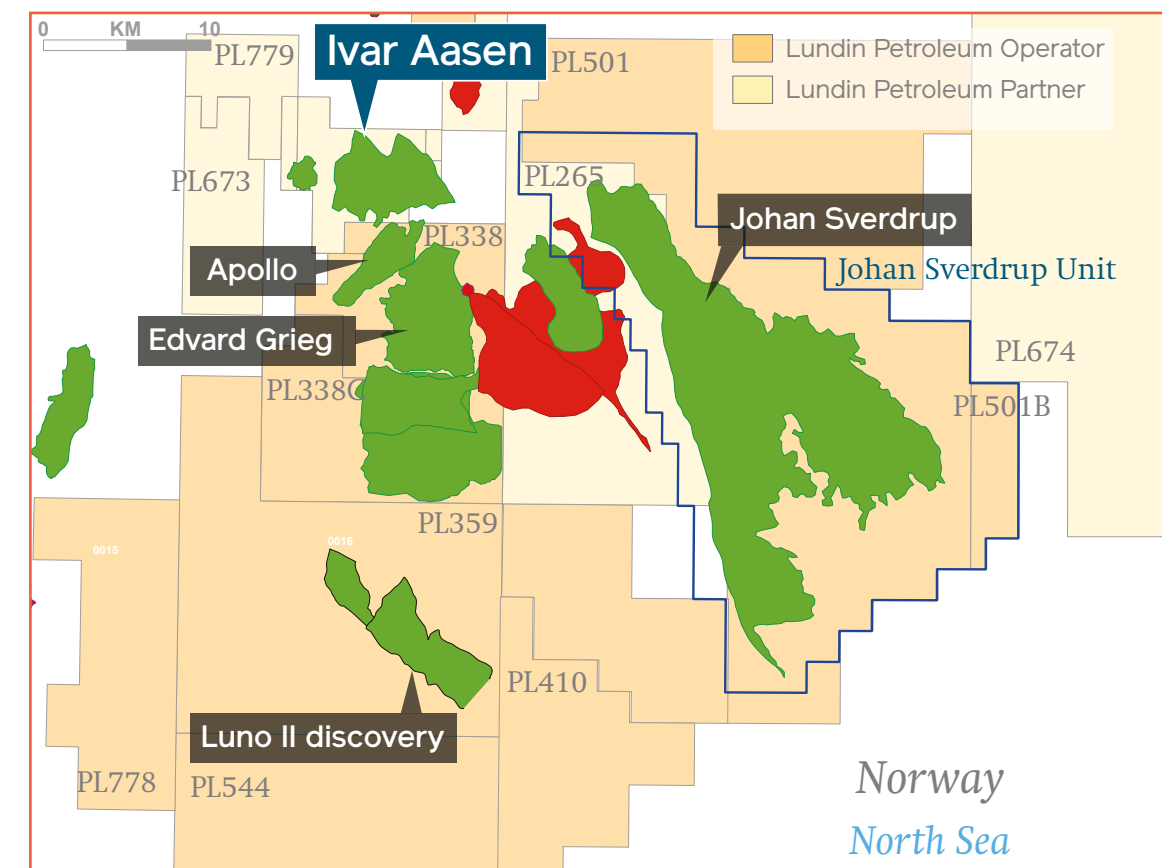 0 KM 10
PL779
Ivar Aasen
PL501
Lundin Petroleum Operator
Lundin Petroleum Partner
PL673
PL265
Johan Sverdrup
PL338
Apollo
Johan Sverdrup Unit
Edvard Grieg
PL674
PL338C
PL501B
PL359
0015
0016
PL410
Luno II discovery
PL778
PL544
Norway
North Sea